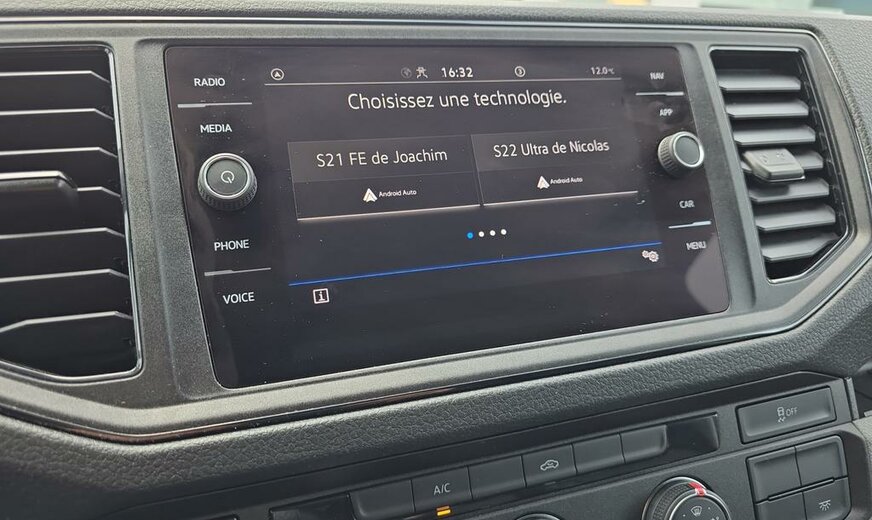 RADIO
MEDIA
PHONE
VOICE
16:32
12.0°C
Choisissez une technologie.
S21 FE de Joachim
Android Auto
S22 Ultra de Nicolas
Android Auto
i
NAV
APP
CAR
MENU
A/C
OFF